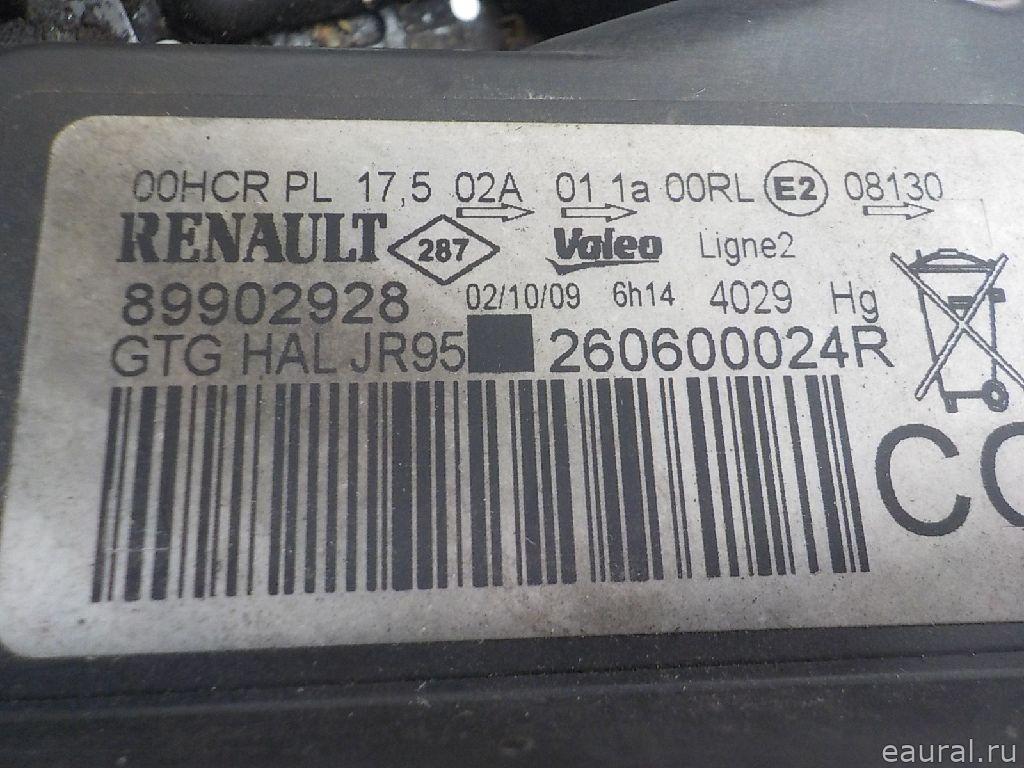 00HCR PL 17,5 02A 01 1a 00RL E2 08130
RENAULT 287 Valeo Ligne2
89902928 02/10/09 6h14 4029 Hg
GTG HAL JR95 260600024R
eaural.ru